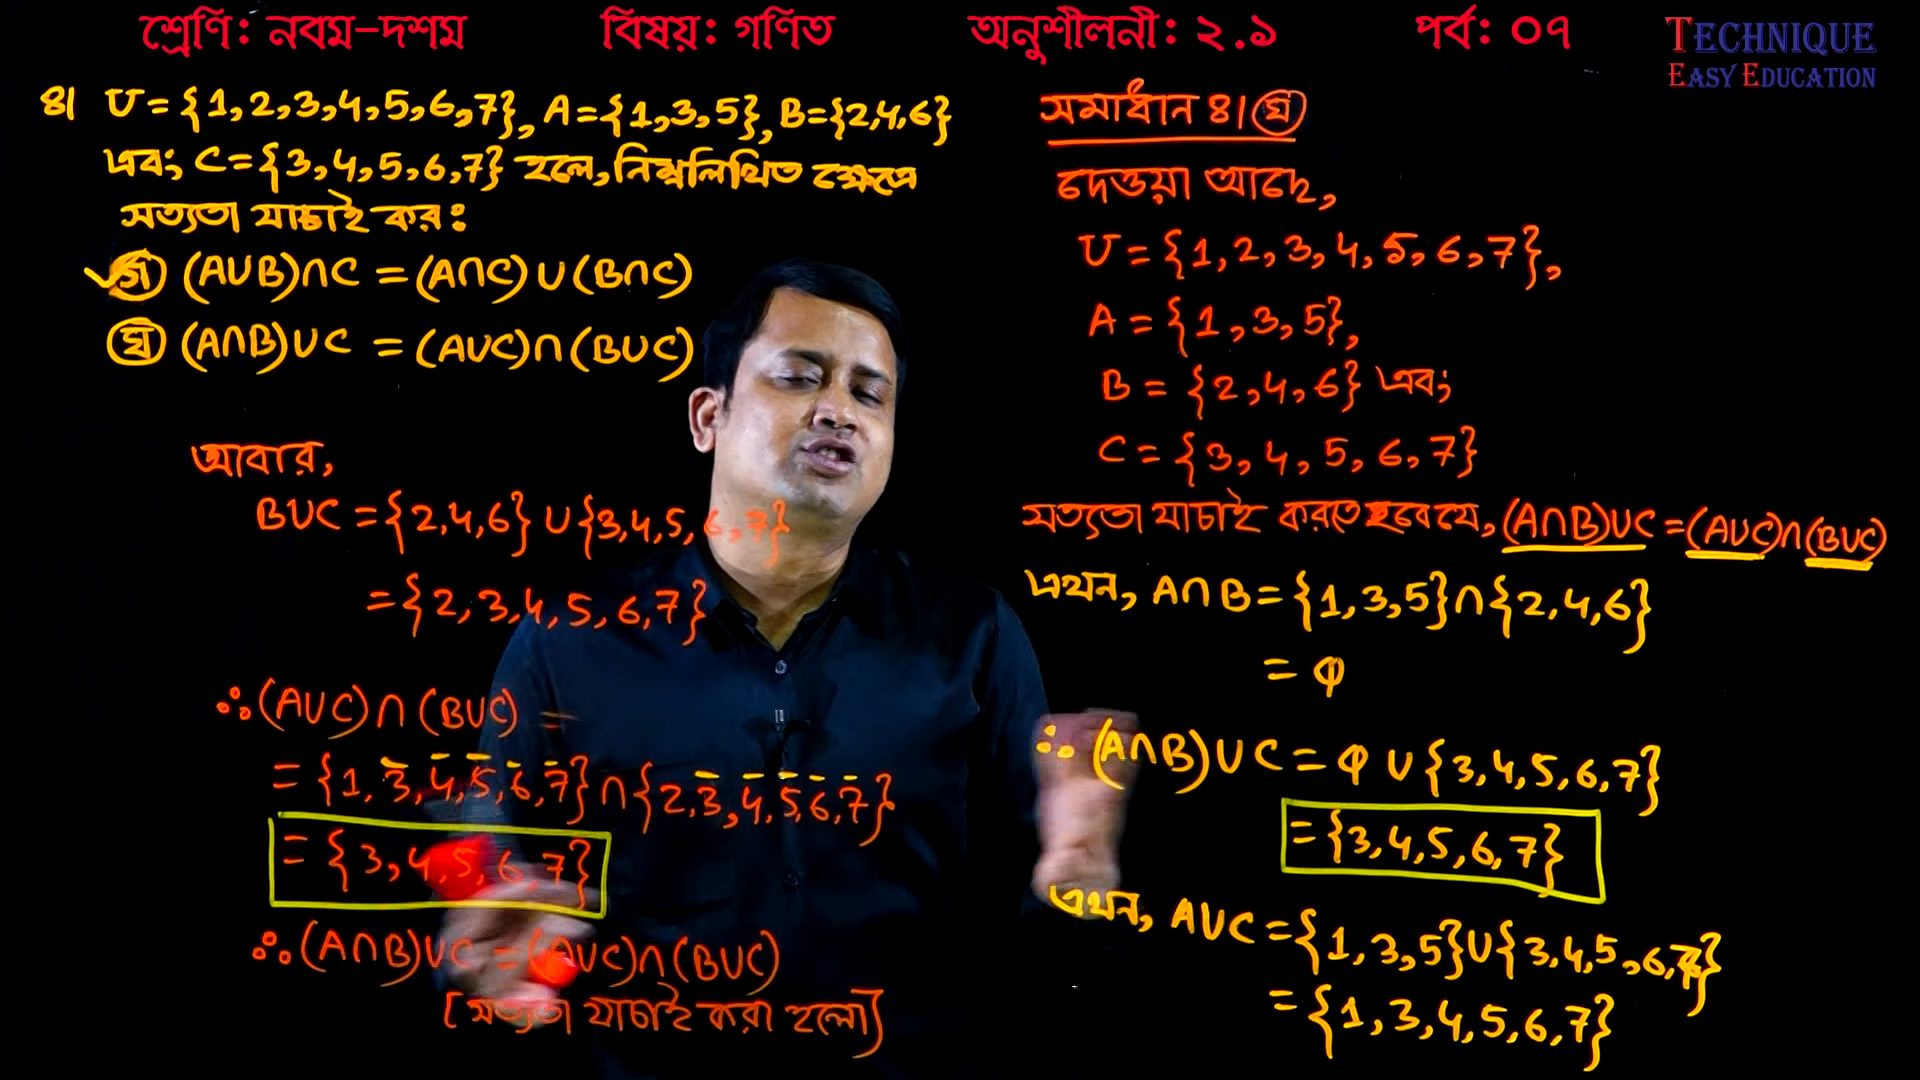 শ্রেণি: নবম-দশম বিষয়: গণিত অনুশীলনী: ২.১ পর্ব: ০৭
TECHNIQUE
EASY EDUCATION
৪। U = {1,2,3,4,5,6,7}, A={1,3,5}, B={2,4,6}
এবং C={3,4,5,6,7} হলে, নিম্নলিখিত ক্ষেত্রে
সত্যতা যাচাই কর:
গ (A∪B)∩C = (A∩C)∪(B∩C)
ঘ (A∩B)∪C = (A∪C)∩(B∪C)
আবার,
B∪C = {2,4,6} ∪ {3,4,5,6,7}
= {2,3,4,5,6,7}
∴ (A∪C)∩(B∪C) =
= {1,3,4,5,6,7} ∩ {2,3,4,5,6,7}
= {3,4,5,6,7}
∴ (A∩B)∪C = (A∪C)∩(B∪C)
[সত্যতা যাচাই করা হলো]
সমাধান ৪। ঘ
দেওয়া আছে,
U = {1,2,3,4,5,6,7},
A = {1,3,5},
B = {2,4,6} এবং
C = {3,4,5,6,7}
সত্যতা যাচাই করতে হবে যে, (A∩B)∪C = (A∪C)∩(B∪C)
এখন, A∩B = {1,3,5} ∩ {2,4,6}
= φ
∴ (A∩B)∪C = φ ∪ {3,4,5,6,7}
= {3,4,5,6,7}
এখন, A∪C = {1,3,5} ∪ {3,4,5,6,7}
= {1,3,4,5,6,7}